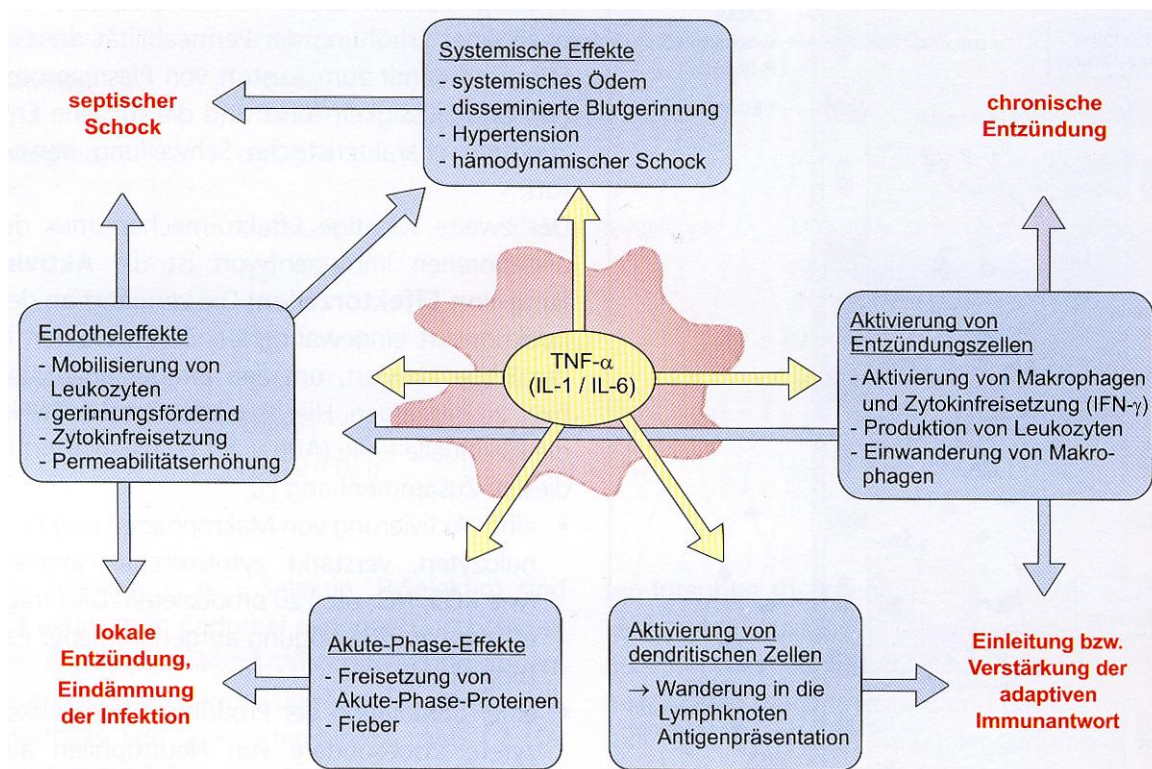 Systemische Effekte
- systemisches Ödem
- disseminierte Blutgerinnung
- Hypertension
- hämodynamischer Schock
septischer
Schock
chronische
Entzündung
Endotheleffekte
- Mobilisierung von
Leukozyten
- gerinnungsfördernd
- Zytokinfreisetzung
- Permeabilitätserhöhung
TNF-α
(IL-1 / IL-6)
Aktivierung von
Entzündungszellen
- Aktivierung von Makrophagen
und Zytokinfreisetzung (IFN-γ)
- Produktion von Leukozyten
- Einwanderung von Makro-
phagen
lokale
Entzündung,
Eindämmung
der Infektion
Akute-Phase-Effekte
- Freisetzung von
Akute-Phase-Proteinen
- Fieber
Aktivierung von
dendritischen Zellen
→ Wanderung in die
Lymphknoten
Antigenpräsentation
Einleitung bzw.
Verstärkung der
adaptiven
Immunantwort